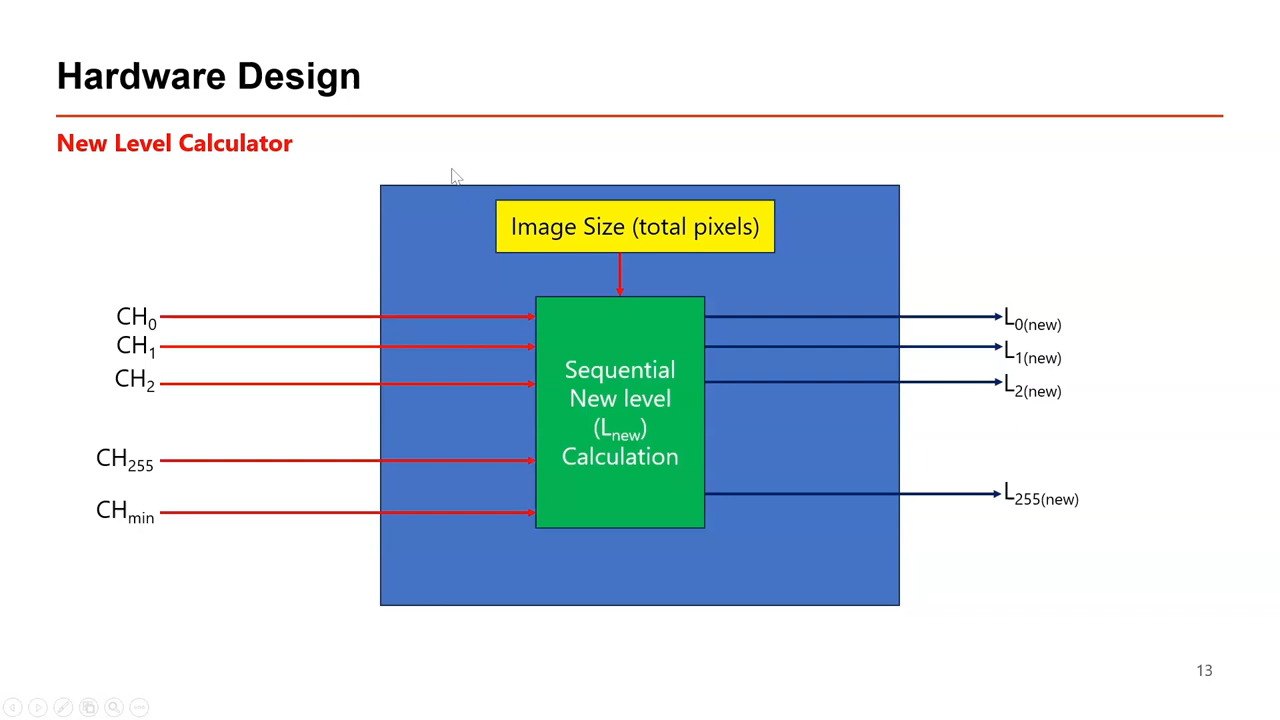 Hardware Design
New Level Calculator
Image Size (total pixels)
CH0
CH1
CH2
CH255
CHmin
Sequential
New level
(Lnew)
Calculation
L0(new)
L1(new)
L2(new)
L255(new)
13